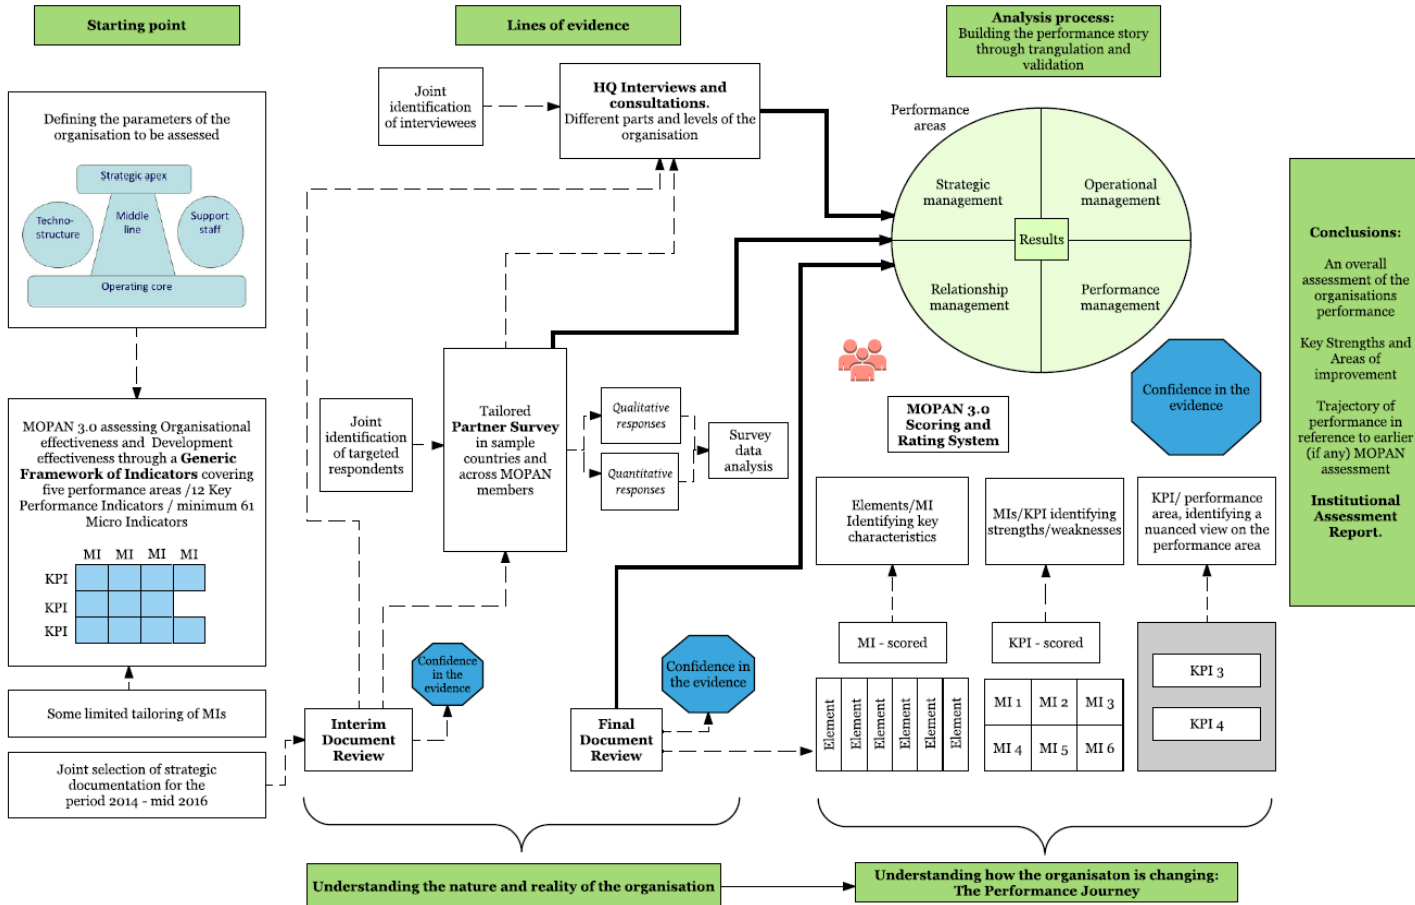 Starting point
Defining the parameters of the
organisation to be assessed
Strategic apex
Techno-
structure
Middle
line
Support
staff
Operating core
MOPAN 3.0 assessing Organisational
effectiveness and Development
effectiveness through a Generic
Framework of Indicators covering
five performance areas /12 Key
Performance Indicators / minimum 61
Micro Indicators
MI MI MI MI
KPI
KPI
KPI
Some limited tailoring of MIs
Joint selection of strategic
documentation for the
period 2014 - mid 2016
Lines of evidence
Joint
identification
of interviewees
HQ Interviews and
consultations.
Different parts and levels of the
organisation
Joint
identification
of targeted
respondents
Tailored
Partner Survey
in sample
countries and
across MOPAN
members
Qualitative
responses
Quantitative
responses
Survey
data
analysis
Confidence
in the
evidence
Interim
Document
Review
Confidence in
the evidence
Final
Document
Review
Understanding the nature and reality of the organisation
Analysis process:
Building the performance story
through trangulation and
validation
Performance
areas
Strategic
management
Operational
management
Results
Relationship
management
Performance
management
Confidence in the
evidence
MOPAN 3.0
Scoring and
Rating System
Elements/MI
Identifying key
characteristics
MIs/KPI identifying
strengths/weaknesses
KPI/ performance
area, identifying a
nuanced view on the
performance area
MI - scored
KPI - scored
Element
Element
Element
Element
Element
Element
MI 1 MI 2 MI 3
MI 4 MI 5 MI 6
KPI 3
KPI 4
Understanding how the organisaton is changing:
The Performance Journey
Conclusions:
An overall
assessment of the
organisations
performance
Key Strengths and
Areas of
improvement
Trajectory of
performance in
reference to earlier
(if any) MOPAN
assessment
Institutional
Assessment
Report.